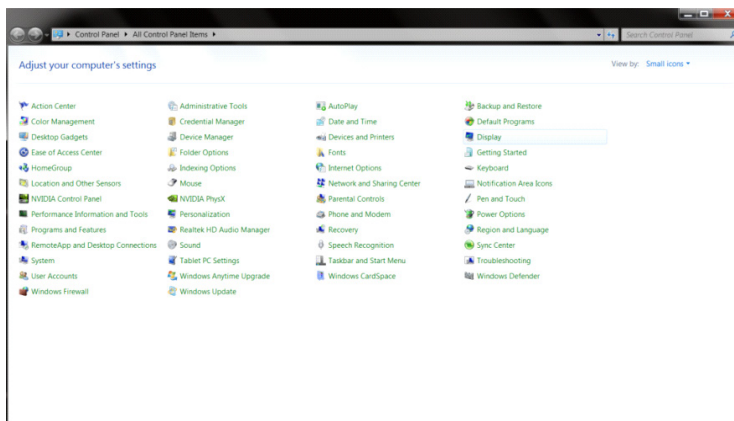 Control Panel All Control Panel Items Search Control Panel
Adjust your computer's settings View by: Small icons
Action Center Administrative Tools AutoPlay Backup and Restore
Color Management Credential Manager Date and Time Default Programs
Desktop Gadgets Device Manager Devices and Printers Display
Ease of Access Center Folder Options Fonts Getting Started
HomeGroup Indexing Options Internet Options Keyboard
Location and Other Sensors Mouse Network and Sharing Center Notification Area Icons
NVIDIA Control Panel NVIDIA PhysX Parental Controls Pen and Touch
Performance Information and Tools Personalization Phone and Modem Power Options
Programs and Features Realtek HD Audio Manager Recovery Region and Language
RemoteApp and Desktop Connections Sound Speech Recognition Sync Center
System Tablet PC Settings Taskbar and Start Menu Troubleshooting
User Accounts Windows Anytime Upgrade Windows CardSpace Windows Defender
Windows Firewall Windows Update